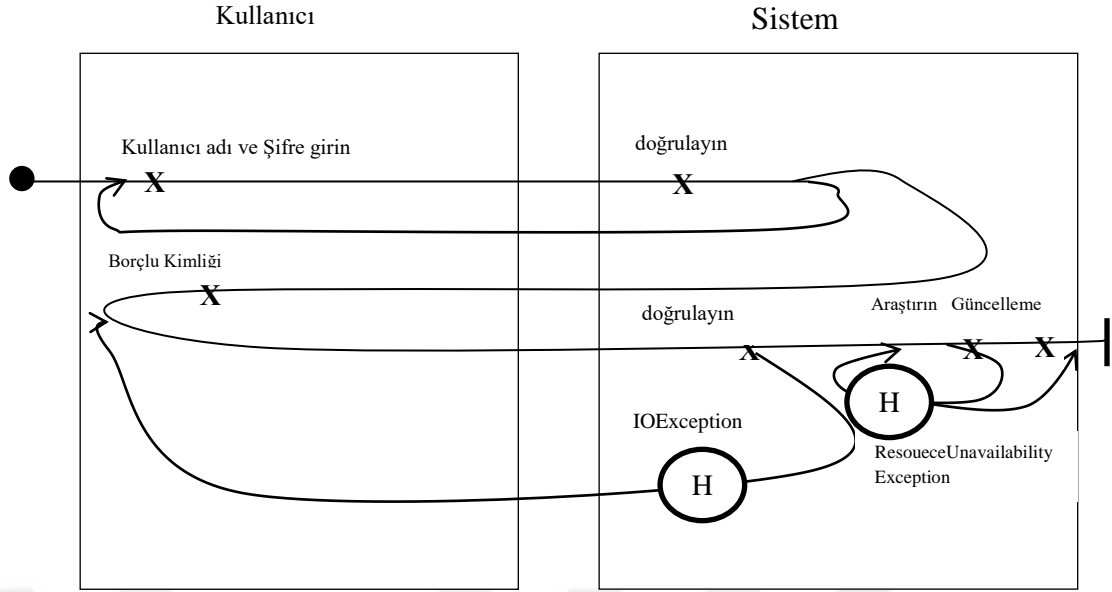 Kullanıcı
Sistem
Kullanıcı adı ve Şifre girin
doğrulayın
X
X
Borçlu Kimliği
X
doğrulayın
Araştırın
Güncelleme
X
X
X
H
IOException
H
ResoueceUnavailability
Exception